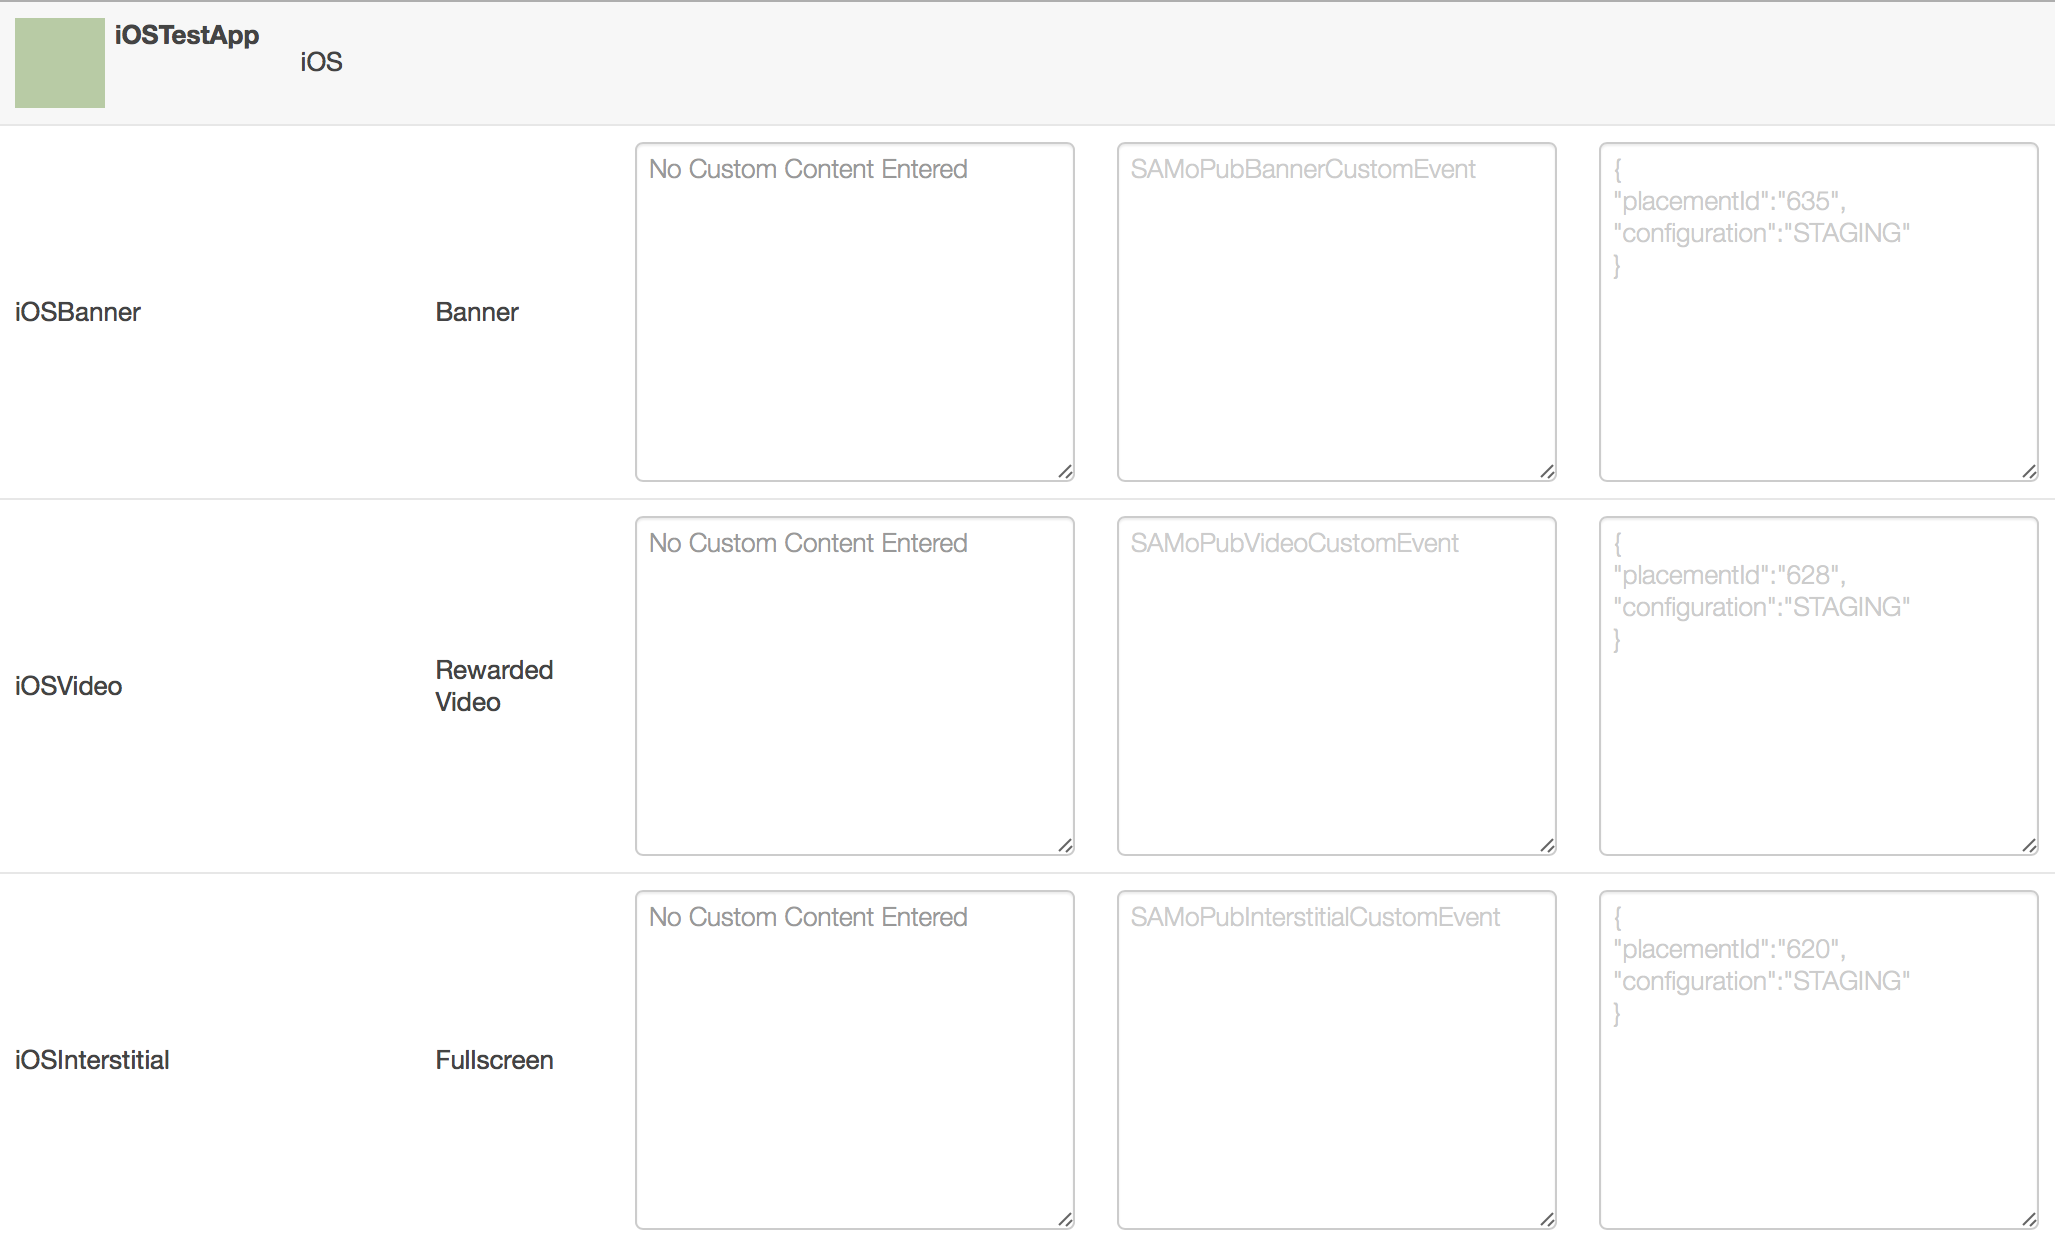 iOSTestApp
iOS
iOSBanner
Banner
No Custom Content Entered
SAMoPubBannerCustomEvent
{
"placementId":"635",
"configuration":"STAGING"
}
iOSVideo
Rewarded
Video
No Custom Content Entered
SAMoPubVideoCustomEvent
{
"placementId":"628",
"configuration":"STAGING"
}
iOSInterstitial
Fullscreen
No Custom Content Entered
SAMoPubInterstitialCustomEvent
{
"placementId":"620",
"configuration":"STAGING"
}